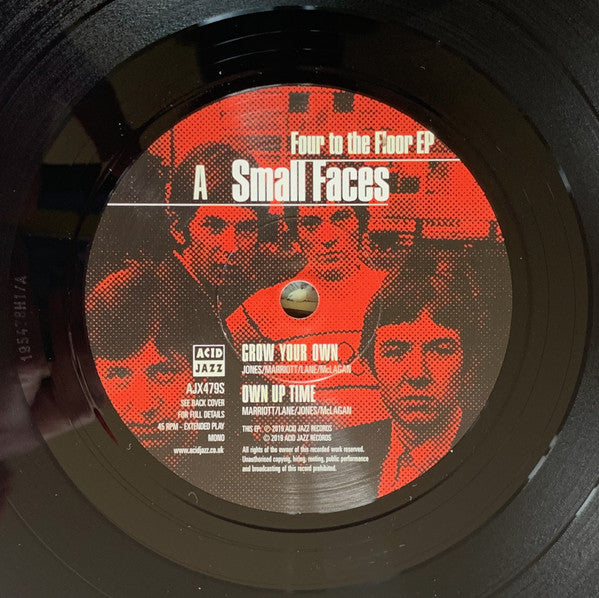 Four to the Floor EP
A Small Faces
ACID
JAZZ
AJX479S
SEE BACK COVER
FOR FULL DETAILS
45 RPM - EXTENDED PLAY
MONO
www.acidjazz.co.uk
GROW YOUR OWN
JONES/MARRIOTT/LANE/McLAGAN
OWN UP TIME
MARRIOTT/LANE/JONES/McLAGAN
THIS EP: ℗ 2019 ACID JAZZ RECORDS
© 2019 ACID JAZZ RECORDS
All rights of the owner of this recorded work reserved.
Unauthorised copying, hiring, renting, public performance
and broadcasting of this record prohibited.